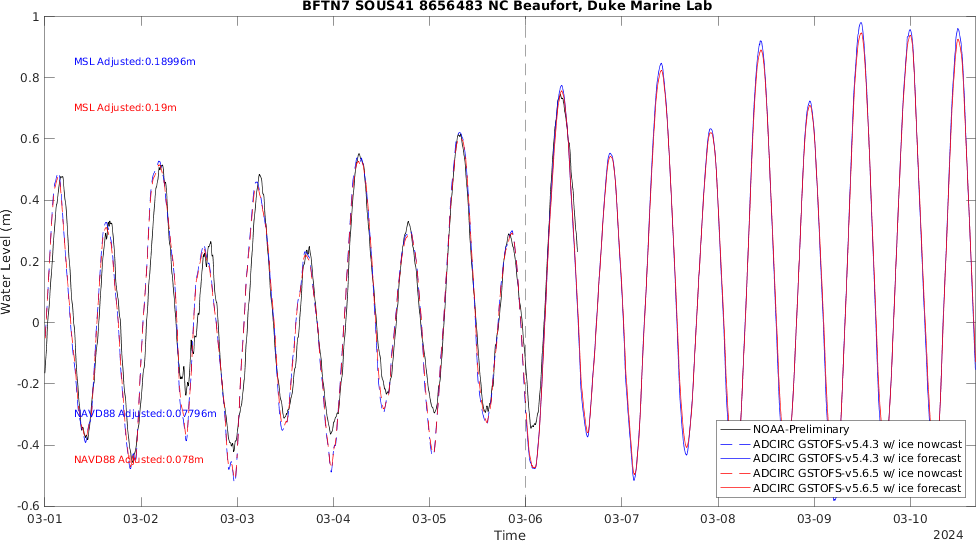 BFTN7 SOUS41 8656483 NC Beaufort, Duke Marine Lab
1
MSL Adjusted:0.18996m
0.8
MSL Adjusted:0.19m
0.6
0.4
0.2
Water Level (m)
0
-0.2
NAVD88 Adjusted:0.07796m
-0.4
NAVD88 Adjusted:0.078m
-0.6
NOAA-Preliminary
ADCIRC GSTOFS-v5.4.3 w/ ice nowcast
ADCIRC GSTOFS-v5.4.3 w/ ice forecast
ADCIRC GSTOFS-v5.6.5 w/ ice nowcast
ADCIRC GSTOFS-v5.6.5 w/ ice forecast
03-01 03-02 03-03 03-04 03-05 03-06 03-07 03-08 03-09 03-10
Time
2024